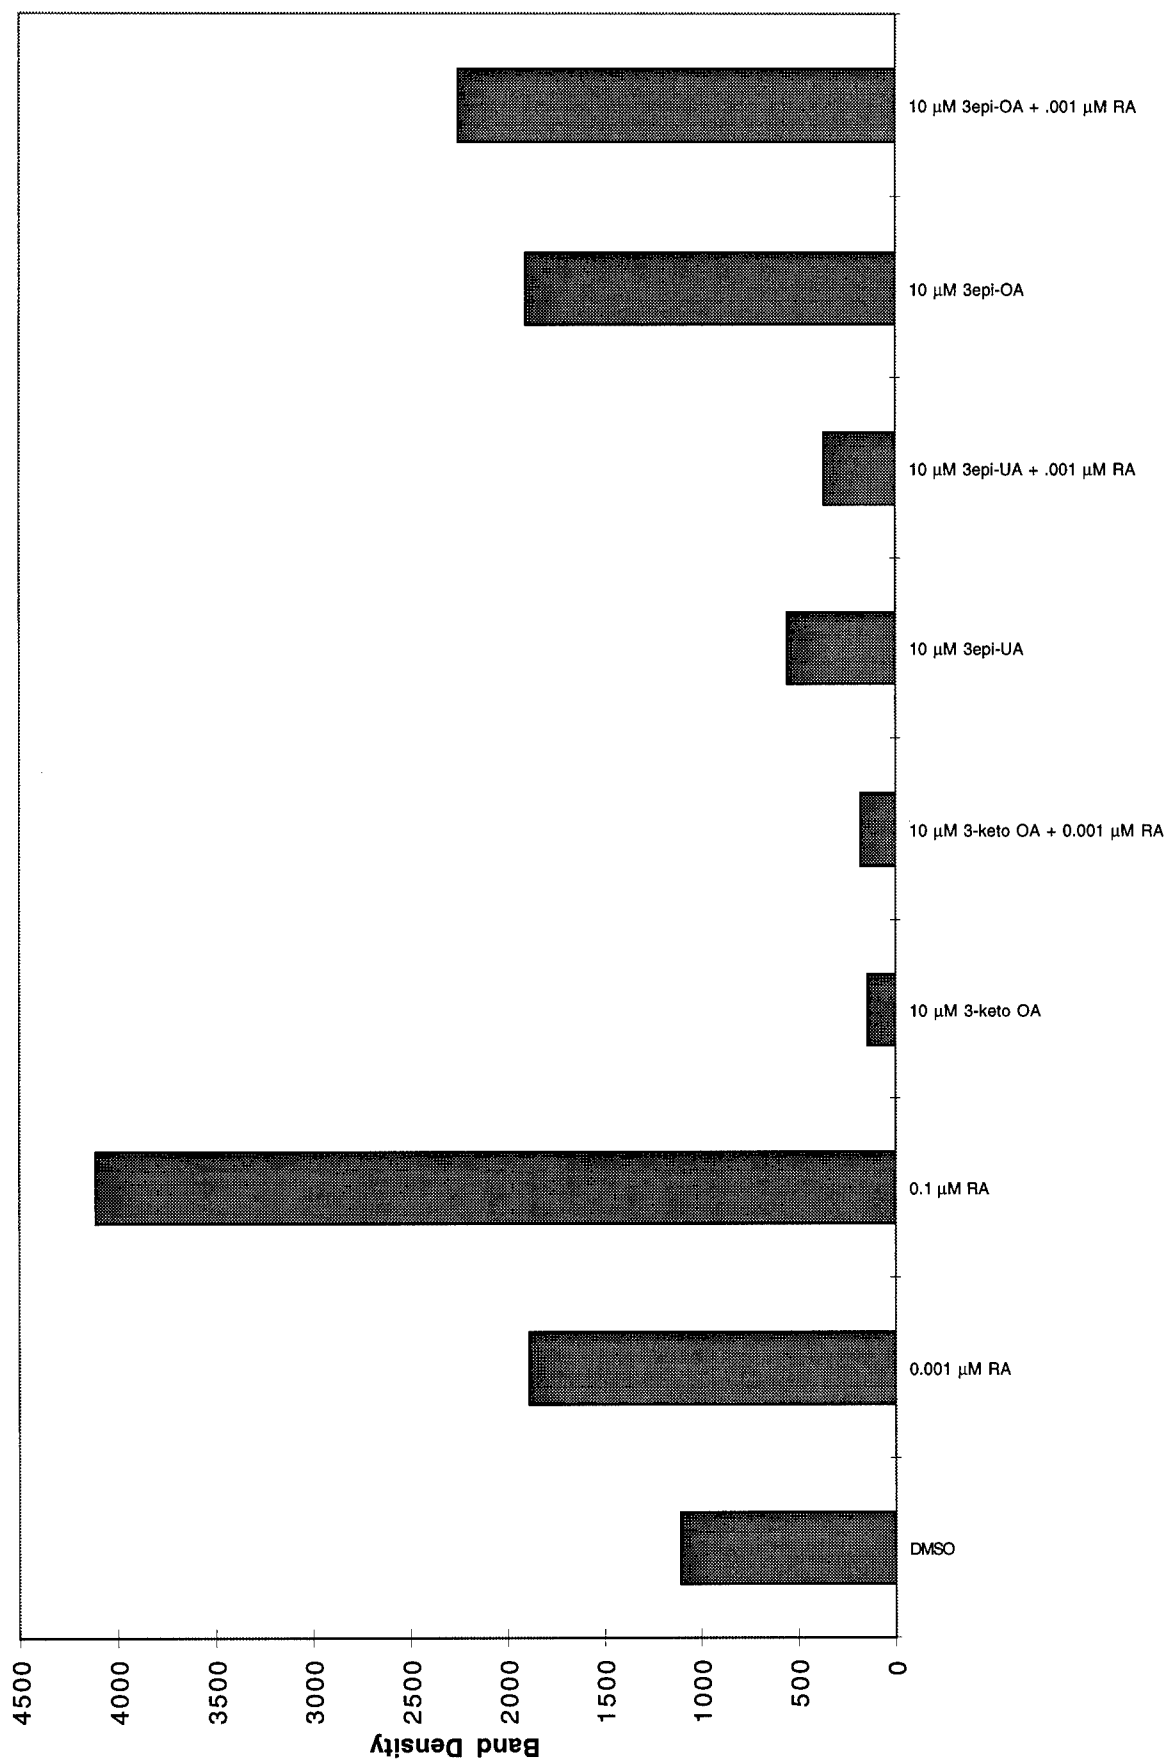 10 µM 3epi-OA + .001 µM RA
10 µM 3epi-OA
10 µM 3epi-UA + .001 µM RA
10 µM 3epi-UA
10 µM 3-keto OA + 0.001 µM RA
10 µM 3-keto OA
0.1 µM RA
0.001 µM RA
DMSO
4500
4000
3500
3000
2500
2000
1500
1000
500
0
Band Density